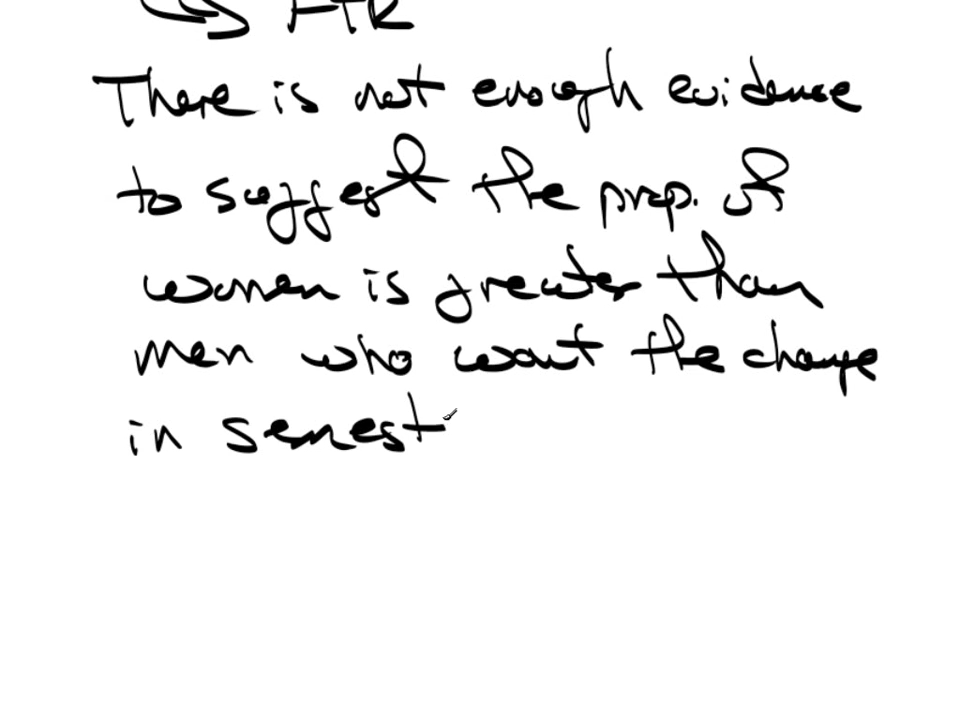 ↳ FTR
There is not enough evidence
to suggest the prop. of
women is greater than
men who want the change
in semest